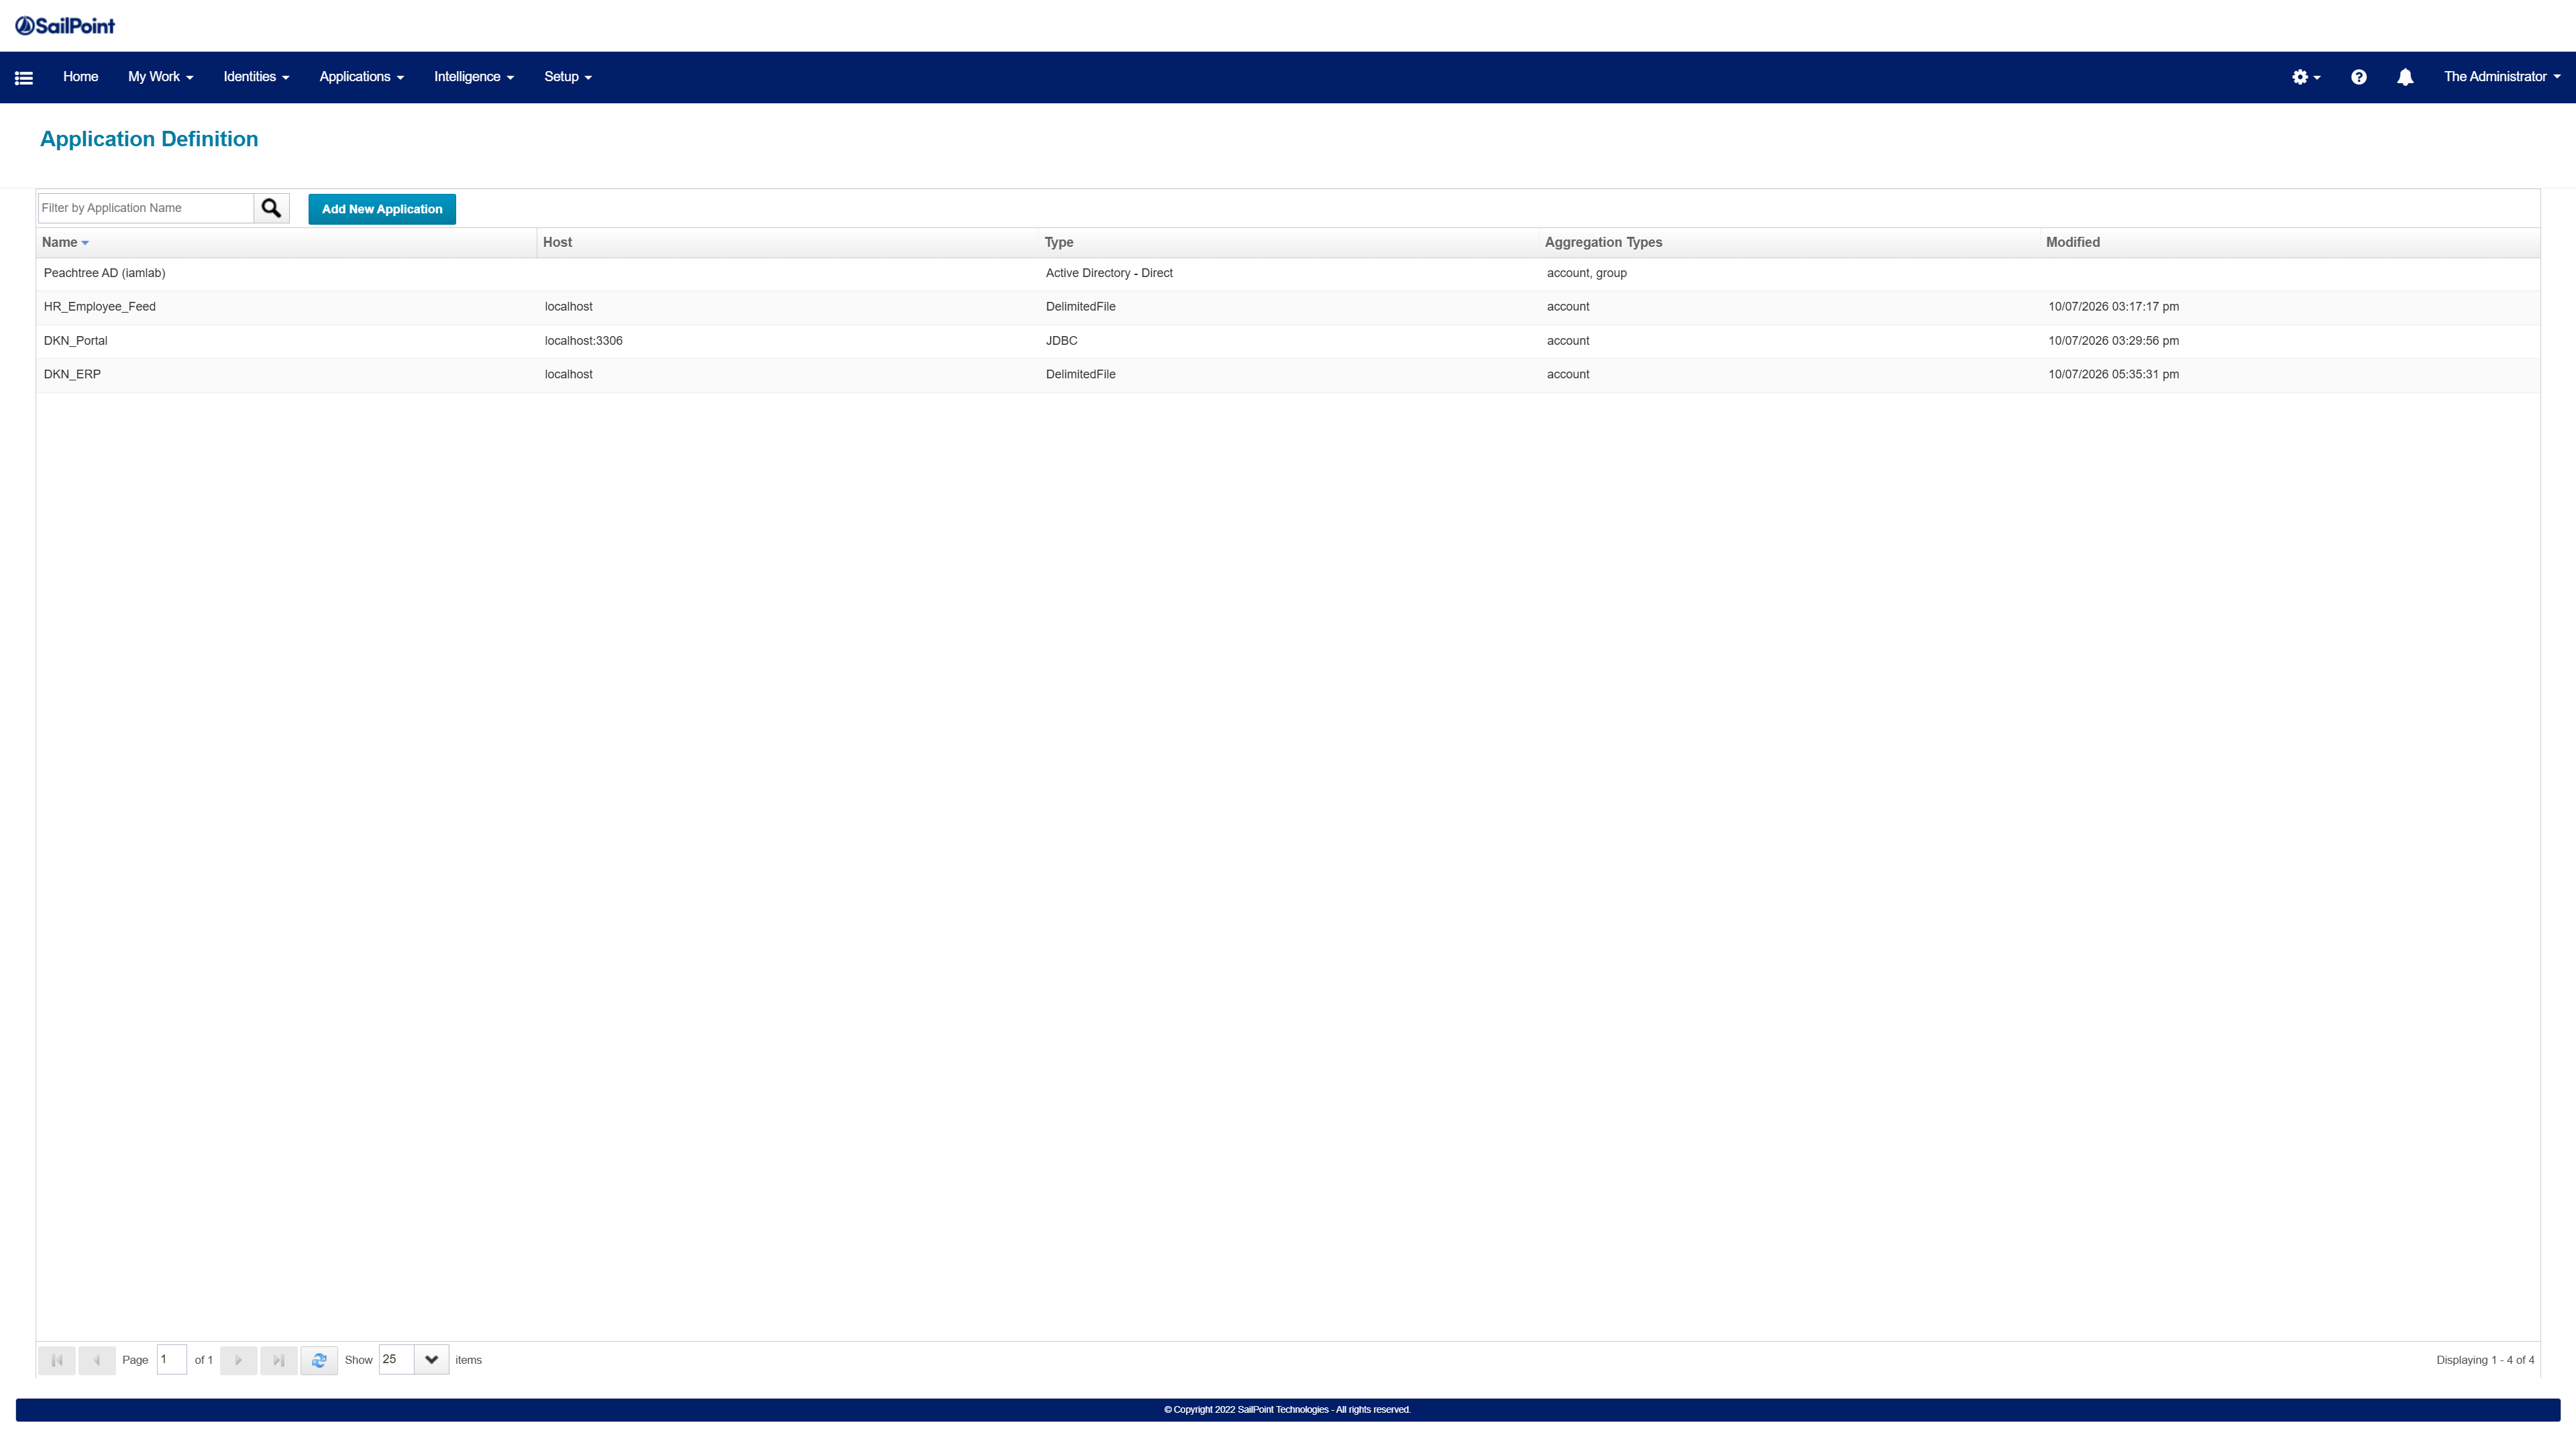 SailPoint
Home My Work Identities Applications Intelligence Setup The Administrator
Application Definition
Filter by Application Name Add New Application
Name Host Type Aggregation Types Modified
Peachtree AD (iamlab) Active Directory - Direct account, group
HR_Employee_Feed localhost DelimitedFile account 10/07/2026 03:17:17 pm
DKN_Portal localhost:3306 JDBC account 10/07/2026 03:29:56 pm
DKN_ERP localhost DelimitedFile account 10/07/2026 05:35:31 pm
Page 1 of 1 Show 25 items Displaying 1 - 4 of 4
© Copyright 2022 SailPoint Technologies - All rights reserved.